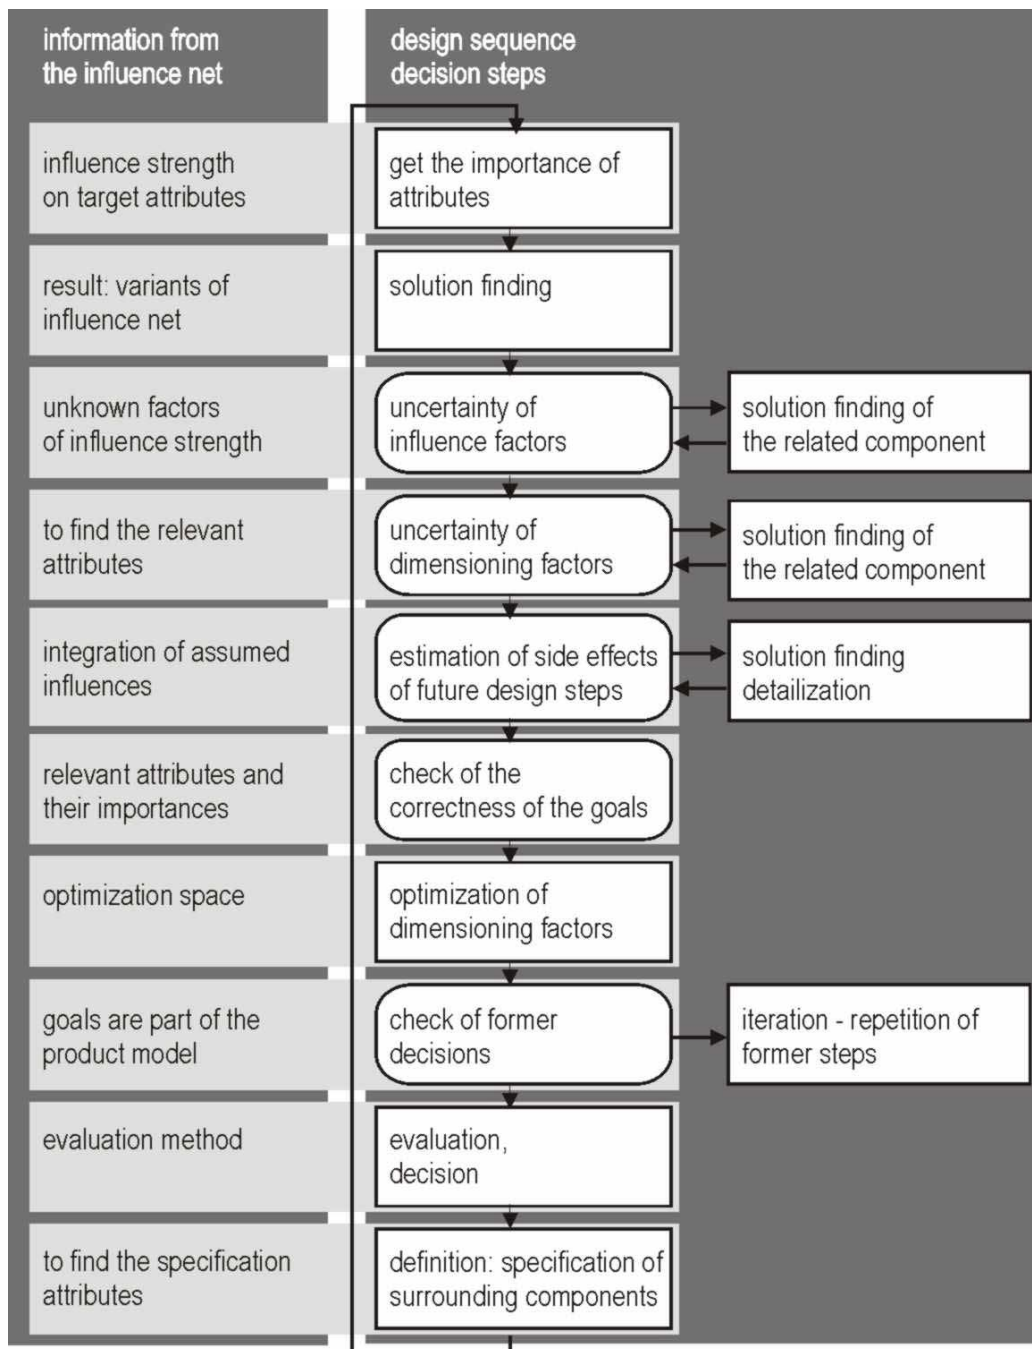 information from
the influence net
design sequence
decision steps
influence strength
on target attributes
get the importance of
attributes
result: variants of
influence net
solution finding
unknown factors
of influence strength
uncertainty of
influence factors
solution finding of
the related component
to find the relevant
attributes
uncertainty of
dimensioning factors
solution finding of
the related component
integration of assumed
influences
estimation of side effects
of future design steps
solution finding
detailization
relevant attributes and
their importances
check of the
correctness of the goals
optimization space
optimization of
dimensioning factors
goals are part of the
product model
check of former
decisions
iteration - repetition of
former steps
evaluation method
evaluation,
decision
to find the specification
attributes
definition: specification of
surrounding components